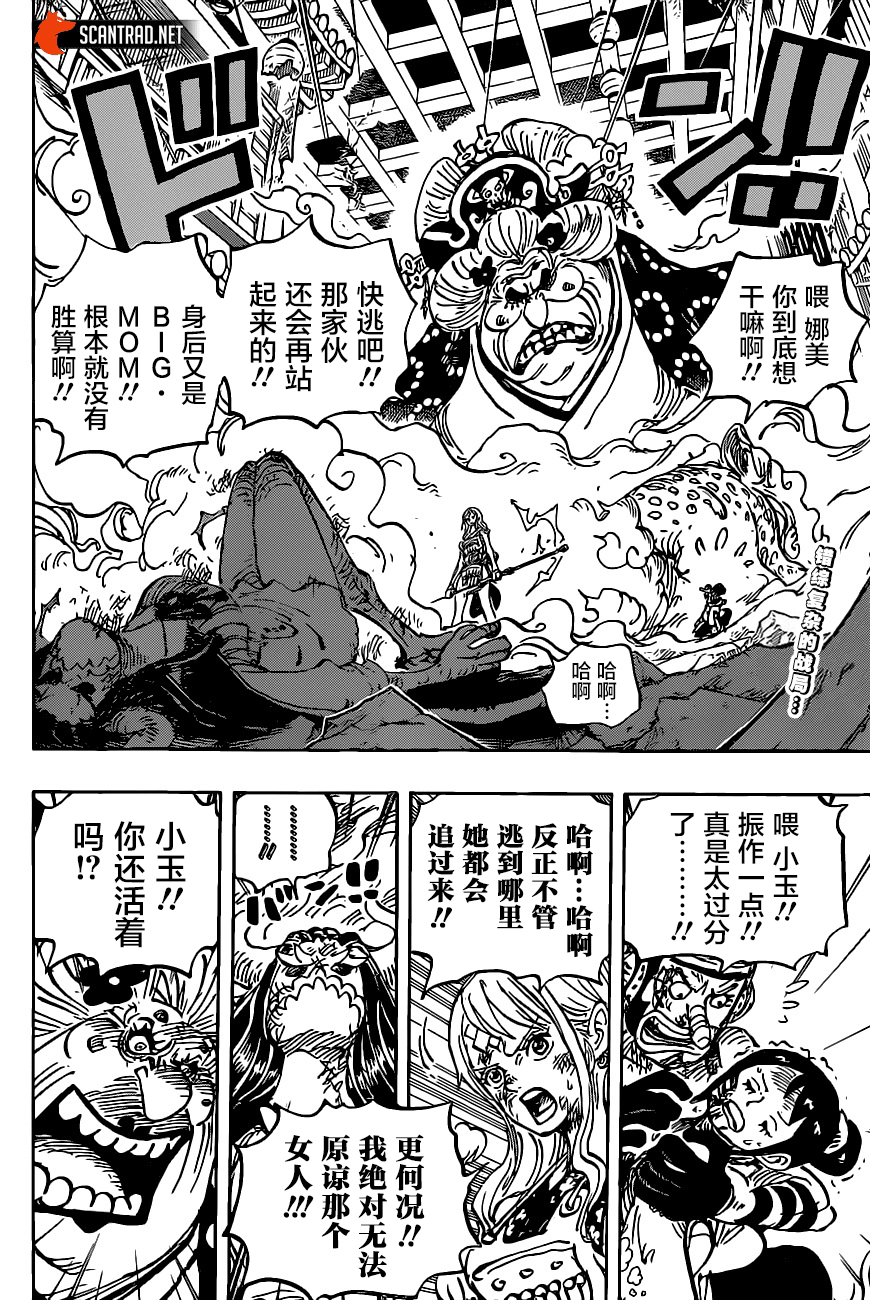 SCANTRAD.NET
ドドン
喂 娜美
你到底想
干嘛啊!!
快逃吧!!
那家伙
还会再站
起来的!!
身后又是
BIG·
MOM!!
根本就没有
胜算啊!!
错综复杂的战局…
哈啊…
哈啊
喂 小玉!!
振作一点!!
真是太过分
了……!!
哈啊…哈啊
反正不管
逃到哪里
她都会
追过来!!
更何况!!
我绝对无法
原谅那个
女人!!!
…………!!
小玉!!
你还活着
吗!?